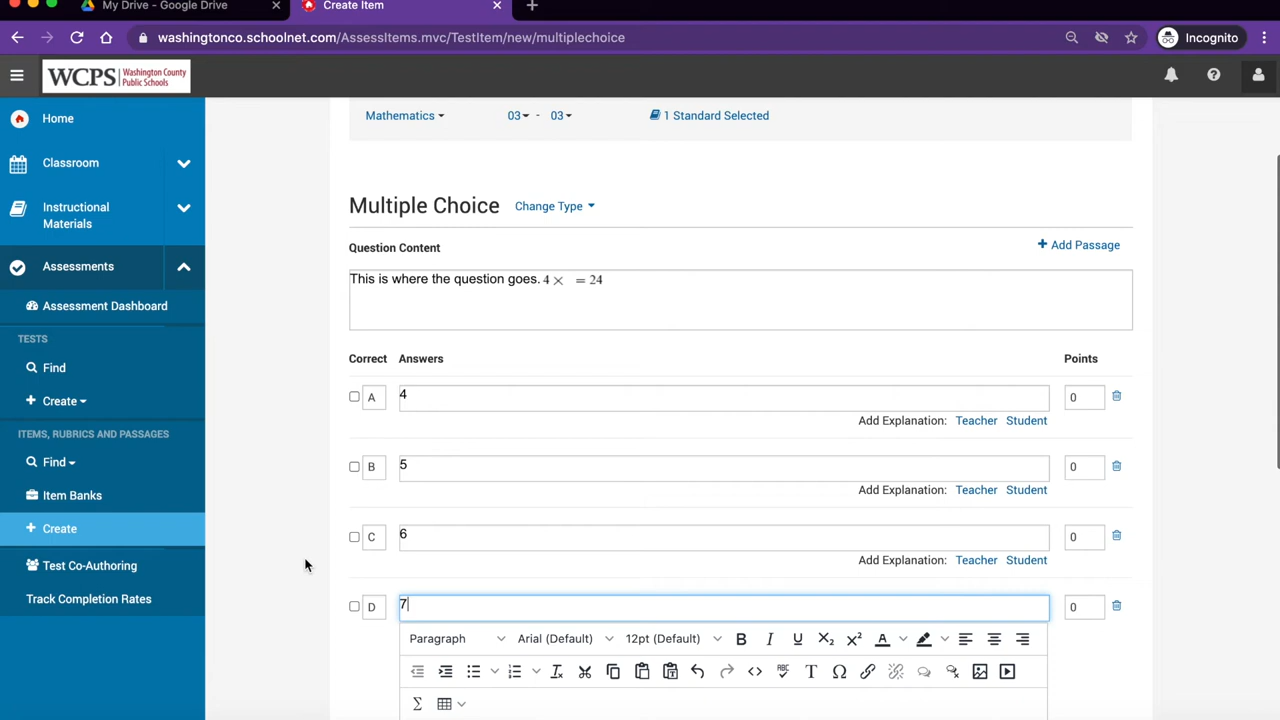 My Drive - Google Drive
Create Item
washingtonco.schoolnet.com/AssessItems.mvc/TestItem/new/multiplechoice
Incognito
WCPS Washington County
Public Schools
Home
Classroom
Instructional
Materials
Assessments
Assessment Dashboard
TESTS
Find
Create
ITEMS, RUBRICS AND PASSAGES
Find
Item Banks
Create
Test Co-Authoring
Track Completion Rates
Mathematics 03 - 03 1 Standard Selected
Multiple Choice Change Type
Question Content + Add Passage
This is where the question goes. 4 × = 24
Correct Answers Points
A 4 0
Add Explanation: Teacher Student
B 5 0
Add Explanation: Teacher Student
C 6 0
Add Explanation: Teacher Student
D 7 0
Paragraph Arial (Default) 12pt (Default) B I U X₂ X² A
ABC T Ω
Σ